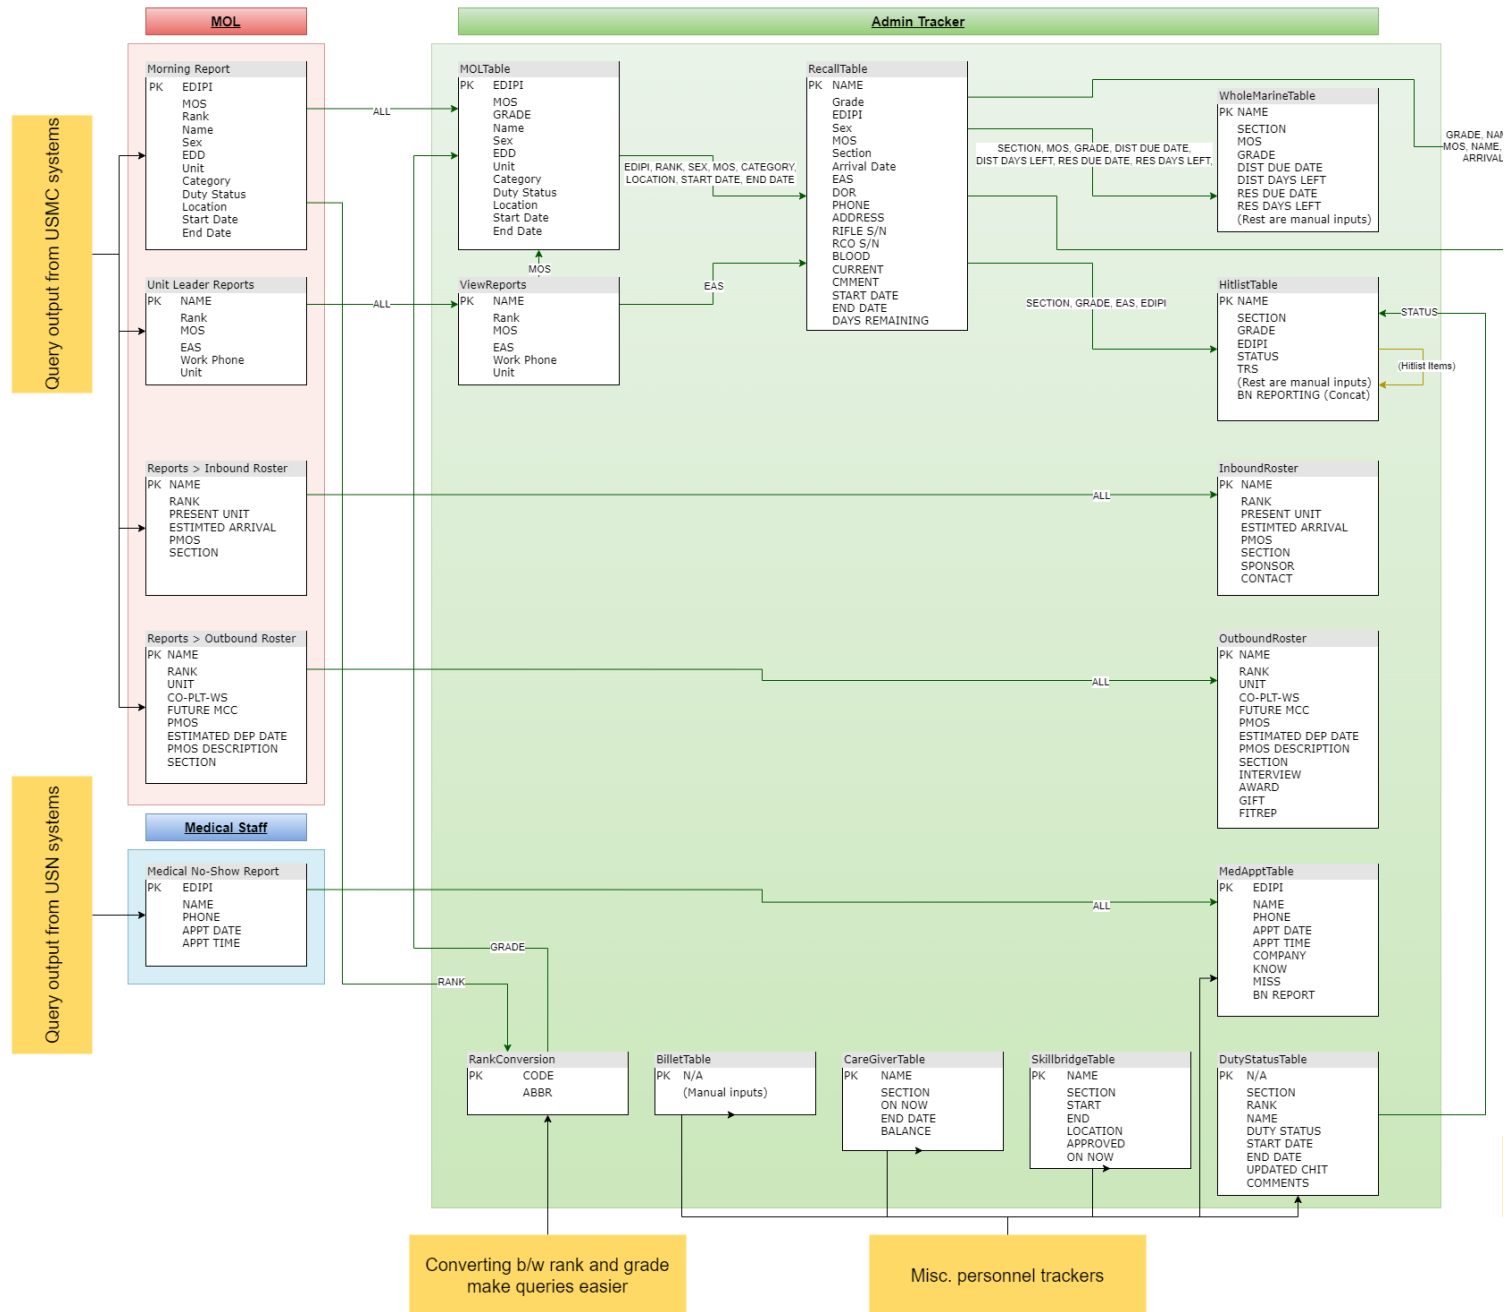 MOL
Admin Tracker
Query output from USMC systems
Morning Report
PK EDIPI
MOS
Rank
Name
Sex
EDD
Unit
Category
Duty Status
Location
Start Date
End Date
ALL
MOLTable
PK EDIPI
MOS
GRADE
Name
Sex
EDD
Unit
Category
Duty Status
Location
Start Date
End Date
EDIPI, RANK, SEX, MOS, CATEGORY,
LOCATION, START DATE, END DATE
RecallTable
PK NAME
Grade
EDIPI
Sex
MOS
Section
Arrival Date
EAS
DOR
PHONE
ADDRESS
RIFLE S/N
RCO S/N
BLOOD
CURRENT
CMMENT
START DATE
END DATE
DAYS REMAINING
SECTION, MOS, GRADE, DIST DUE DATE,
DIST DAYS LEFT, RES DUE DATE, RES DAYS LEFT,
WholeMarineTable
PK NAME
SECTION
MOS
GRADE
DIST DUE DATE
DIST DAYS LEFT
RES DUE DATE
RES DAYS LEFT
(Rest are manual inputs)
GRADE, NAM
MOS, NAME,
ARRIVAL
Unit Leader Reports
PK NAME
Rank
MOS
EAS
Work Phone
Unit
ALL
MOS
ViewReports
PK NAME
Rank
MOS
EAS
Work Phone
Unit
EAS
SECTION, GRADE, EAS, EDIPI
HitlistTable
PK NAME
SECTION
GRADE
EDIPI
STATUS
TRS
(Rest are manual inputs)
BN REPORTING (Concat)
STATUS
(Hitlist Items)
Reports > Inbound Roster
PK NAME
RANK
PRESENT UNIT
ESTIMTED ARRIVAL
PMOS
SECTION
ALL
InboundRoster
PK NAME
RANK
PRESENT UNIT
ESTIMTED ARRIVAL
PMOS
SECTION
SPONSOR
CONTACT
Reports > Outbound Roster
PK NAME
RANK
UNIT
CO-PLT-WS
FUTURE MCC
PMOS
ESTIMATED DEP DATE
PMOS DESCRIPTION
SECTION
ALL
OutboundRoster
PK NAME
RANK
UNIT
CO-PLT-WS
FUTURE MCC
PMOS
ESTIMATED DEP DATE
PMOS DESCRIPTION
SECTION
INTERVIEW
AWARD
GIFT
FITREP
Query output from USN systems
Medical Staff
Medical No-Show Report
PK EDIPI
NAME
PHONE
APPT DATE
APPT TIME
ALL
MedApptTable
PK EDIPI
NAME
PHONE
APPT DATE
APPT TIME
COMPANY
KNOW
MISS
BN REPORT
GRADE
RANK
RankConversion
PK CODE
ABBR
BilletTable
PK N/A
(Manual inputs)
CareGiverTable
PK NAME
SECTION
ON NOW
END DATE
BALANCE
SkillbridgeTable
PK NAME
SECTION
START
END
LOCATION
APPROVED
ON NOW
DutyStatusTable
PK N/A
SECTION
RANK
NAME
DUTY STATUS
START DATE
END DATE
UPDATED CHIT
COMMENTS
Converting b/w rank and grade
make queries easier
Misc. personnel trackers